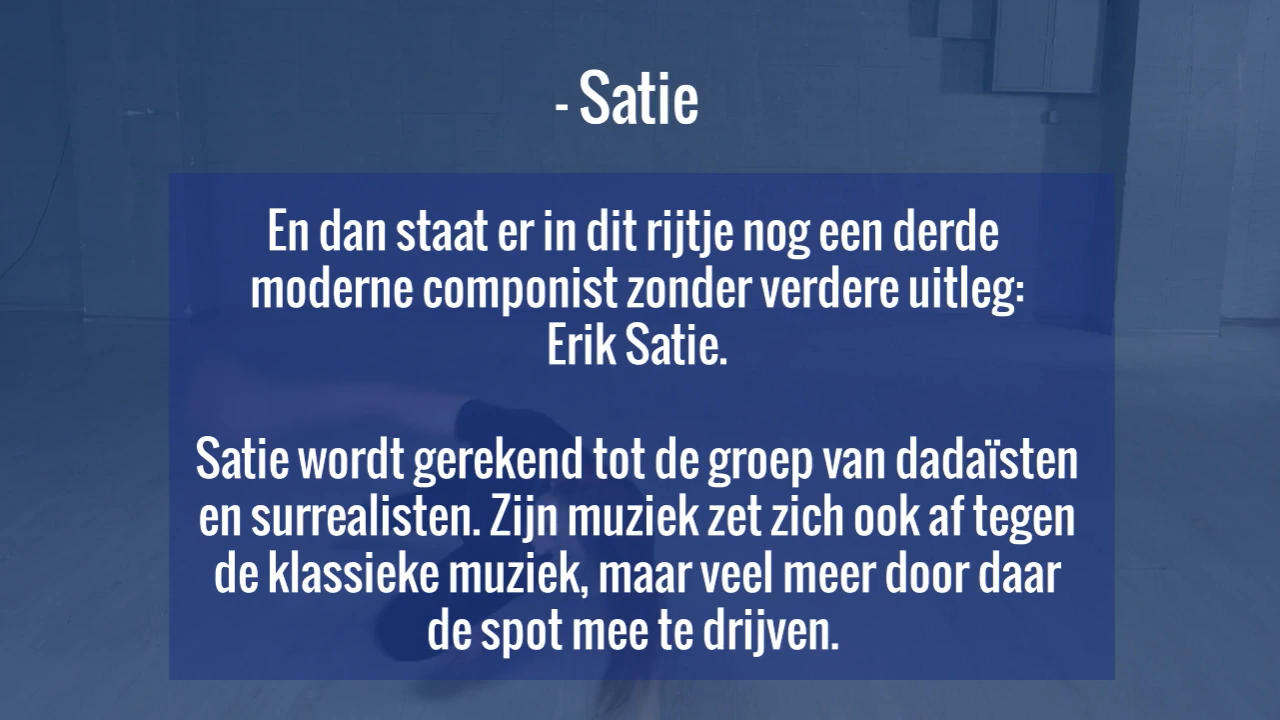 - Satie
En dan staat er in dit rijtje nog een derde
moderne componist zonder verdere uitleg:
Erik Satie.
Satie wordt gerekend tot de groep van dadaïsten
en surrealisten. Zijn muziek zet zich ook af tegen
de klassieke muziek, maar veel meer door daar
de spot mee te drijven.